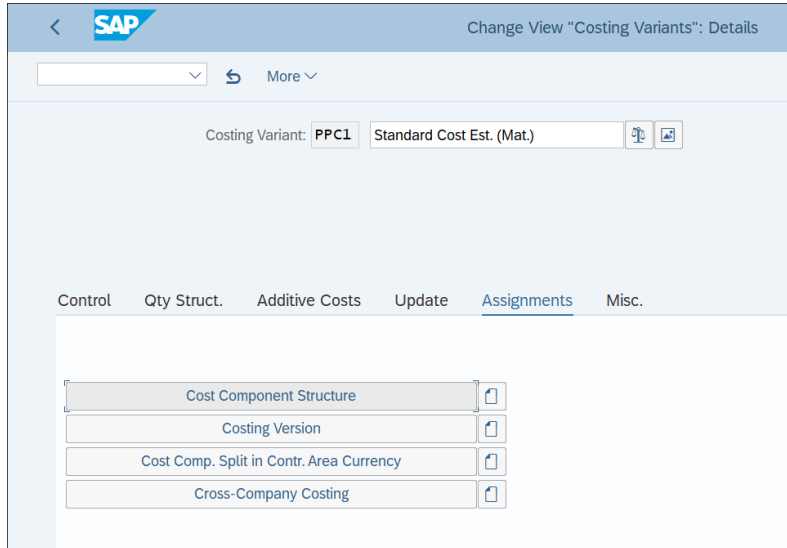 SAP Change View "Costing Variants": Details
More
Costing Variant: PPC1 Standard Cost Est. (Mat.)
Control Qty Struct. Additive Costs Update Assignments Misc.
Cost Component Structure
Costing Version
Cost Comp. Split in Contr. Area Currency
Cross-Company Costing